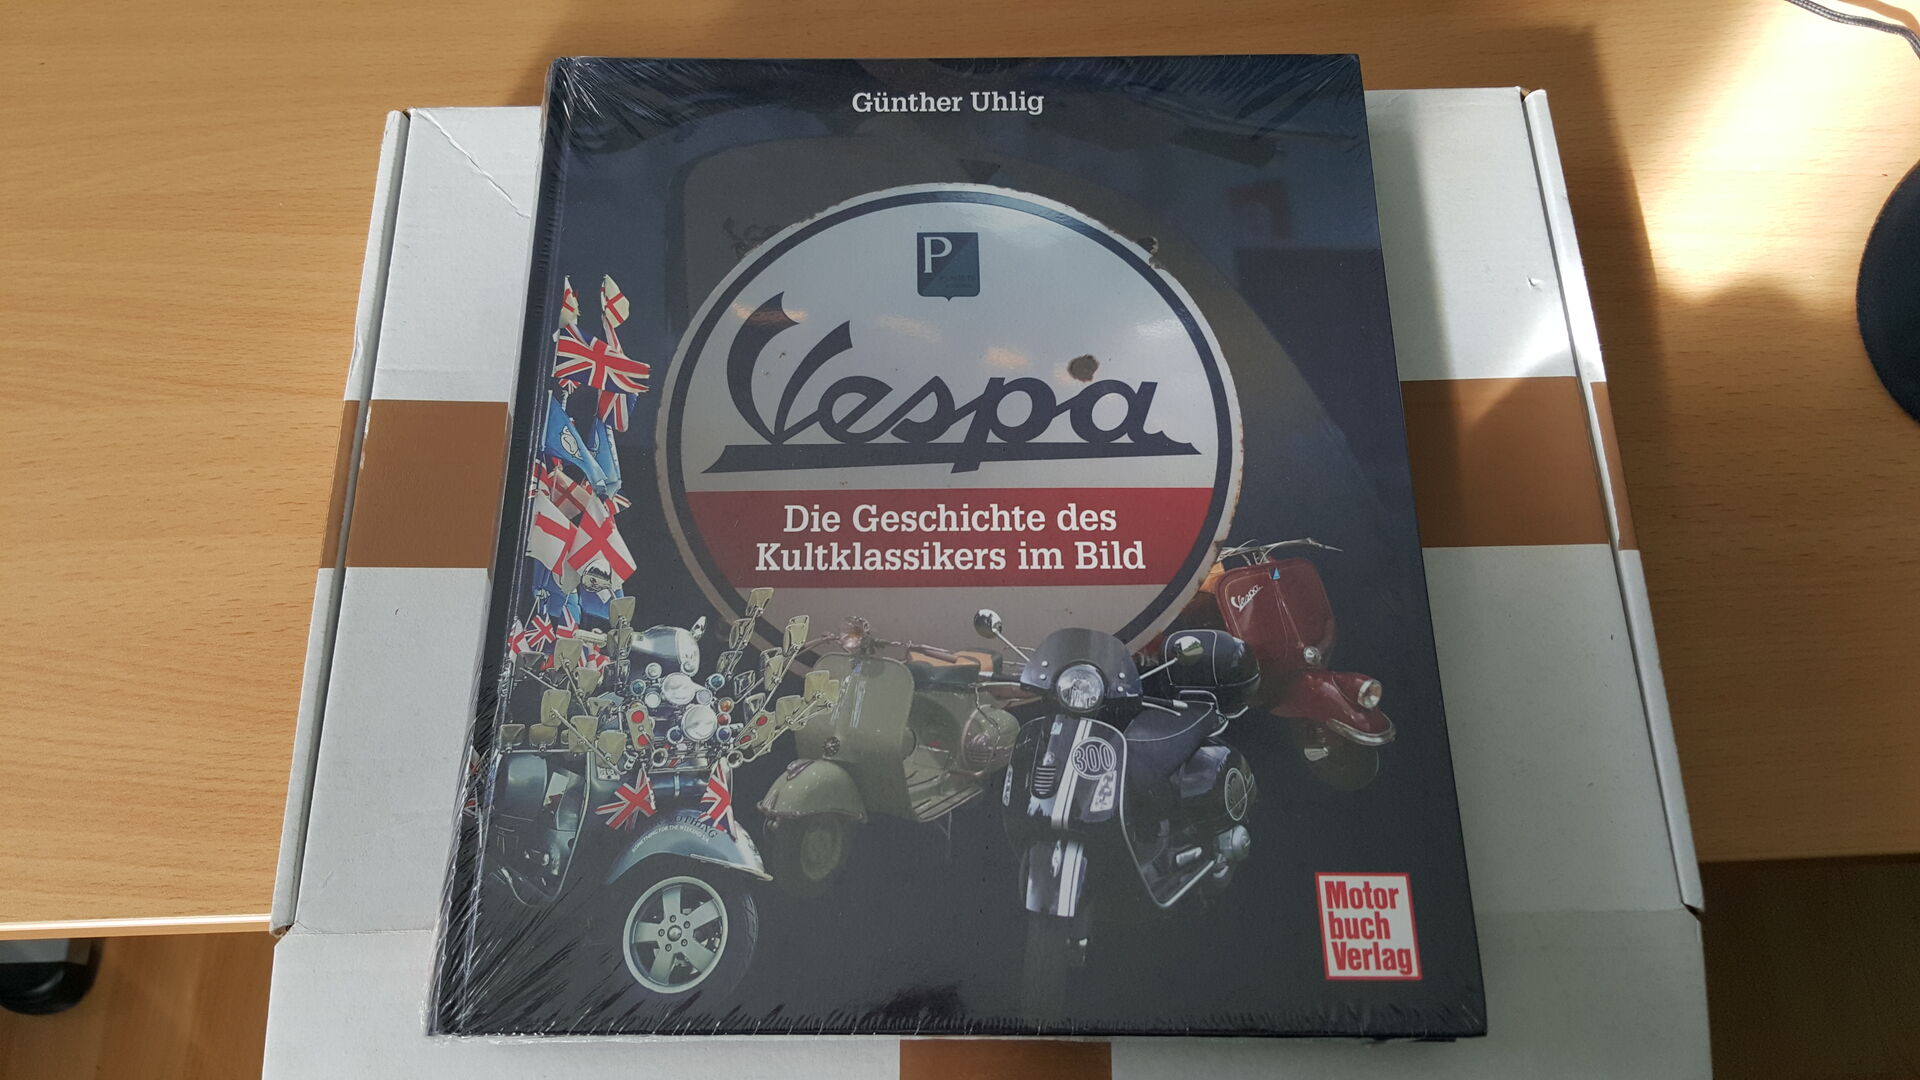 Günther Uhlig
P
Vespa
Die Geschichte des
Kultklassikers im Bild
Vespa
300
Motor
buch
Verlag